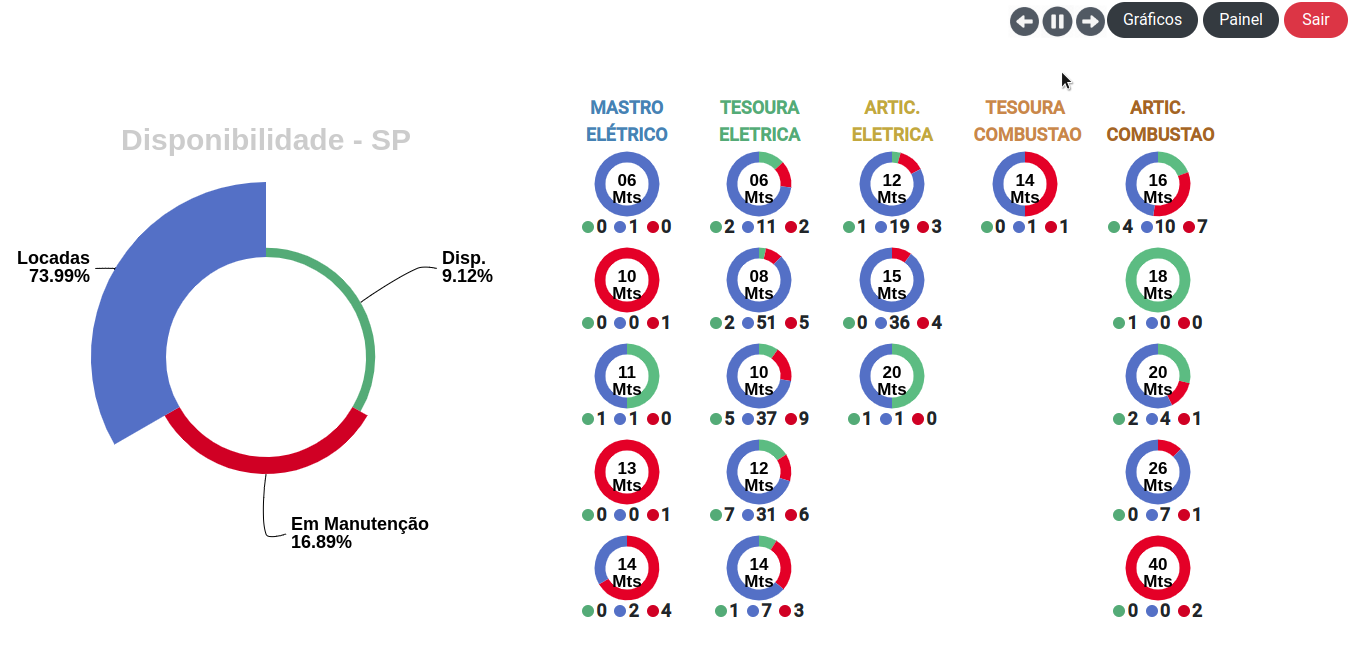 Gráficos Painel Sair
Disponibilidade - SP
Locadas
73.99%
Disp.
9.12%
Em Manutenção
16.89%
MASTRO
ELÉTRICO
06
Mts
0 1 0
10
Mts
0 0 1
11
Mts
1 1 0
13
Mts
0 0 1
14
Mts
0 2 4
TESOURA
ELETRICA
06
Mts
2 11 2
08
Mts
2 51 5
10
Mts
5 37 9
12
Mts
7 31 6
14
Mts
1 7 3
ARTIC.
ELETRICA
12
Mts
1 19 3
15
Mts
0 36 4
20
Mts
1 1 0
TESOURA
COMBUSTAO
14
Mts
0 1 1
ARTIC.
COMBUSTAO
16
Mts
4 10 7
18
Mts
1 0 0
20
Mts
2 4 1
26
Mts
0 7 1
40
Mts
0 0 2